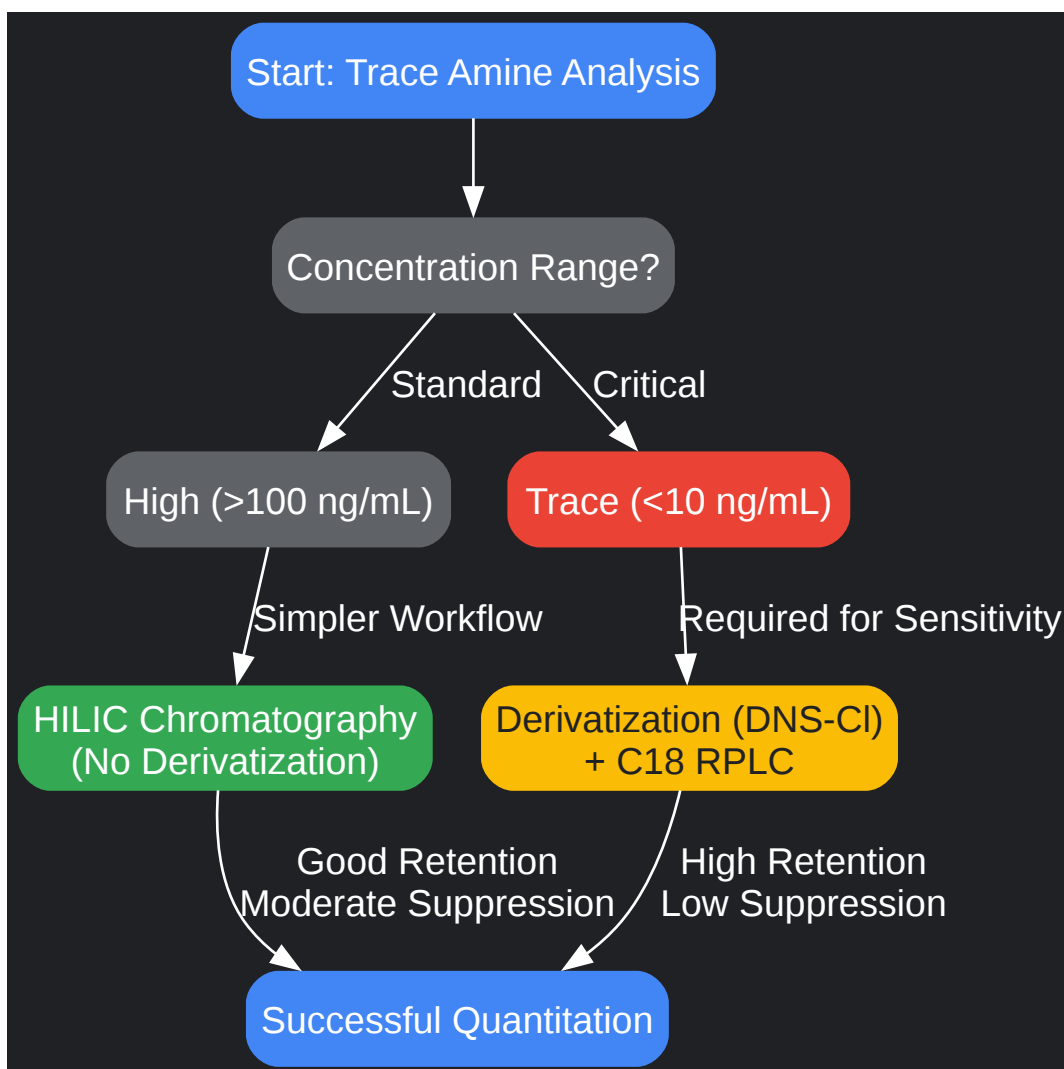 Start: Trace Amine Analysis
Concentration Range?
Standard
Critical
High (>100 ng/mL)
Trace (<10 ng/mL)
Simpler Workflow
Required for Sensitivity
HILIC Chromatography
(No Derivatization)
Derivatization (DNS-Cl)
+ C18 RPLC
Good Retention
Moderate Suppression
High Retention
Low Suppression
Successful Quantitation